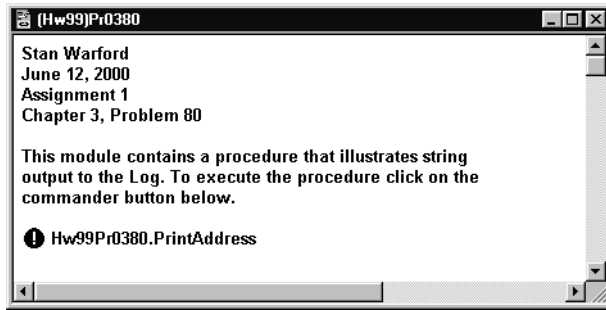 (Hw99)Pr0380
Stan Warford
June 12, 2000
Assignment 1
Chapter 3, Problem 80
This module contains a procedure that illustrates string
output to the Log. To execute the procedure click on the
commander button below.
! Hw99Pr0380.PrintAddress